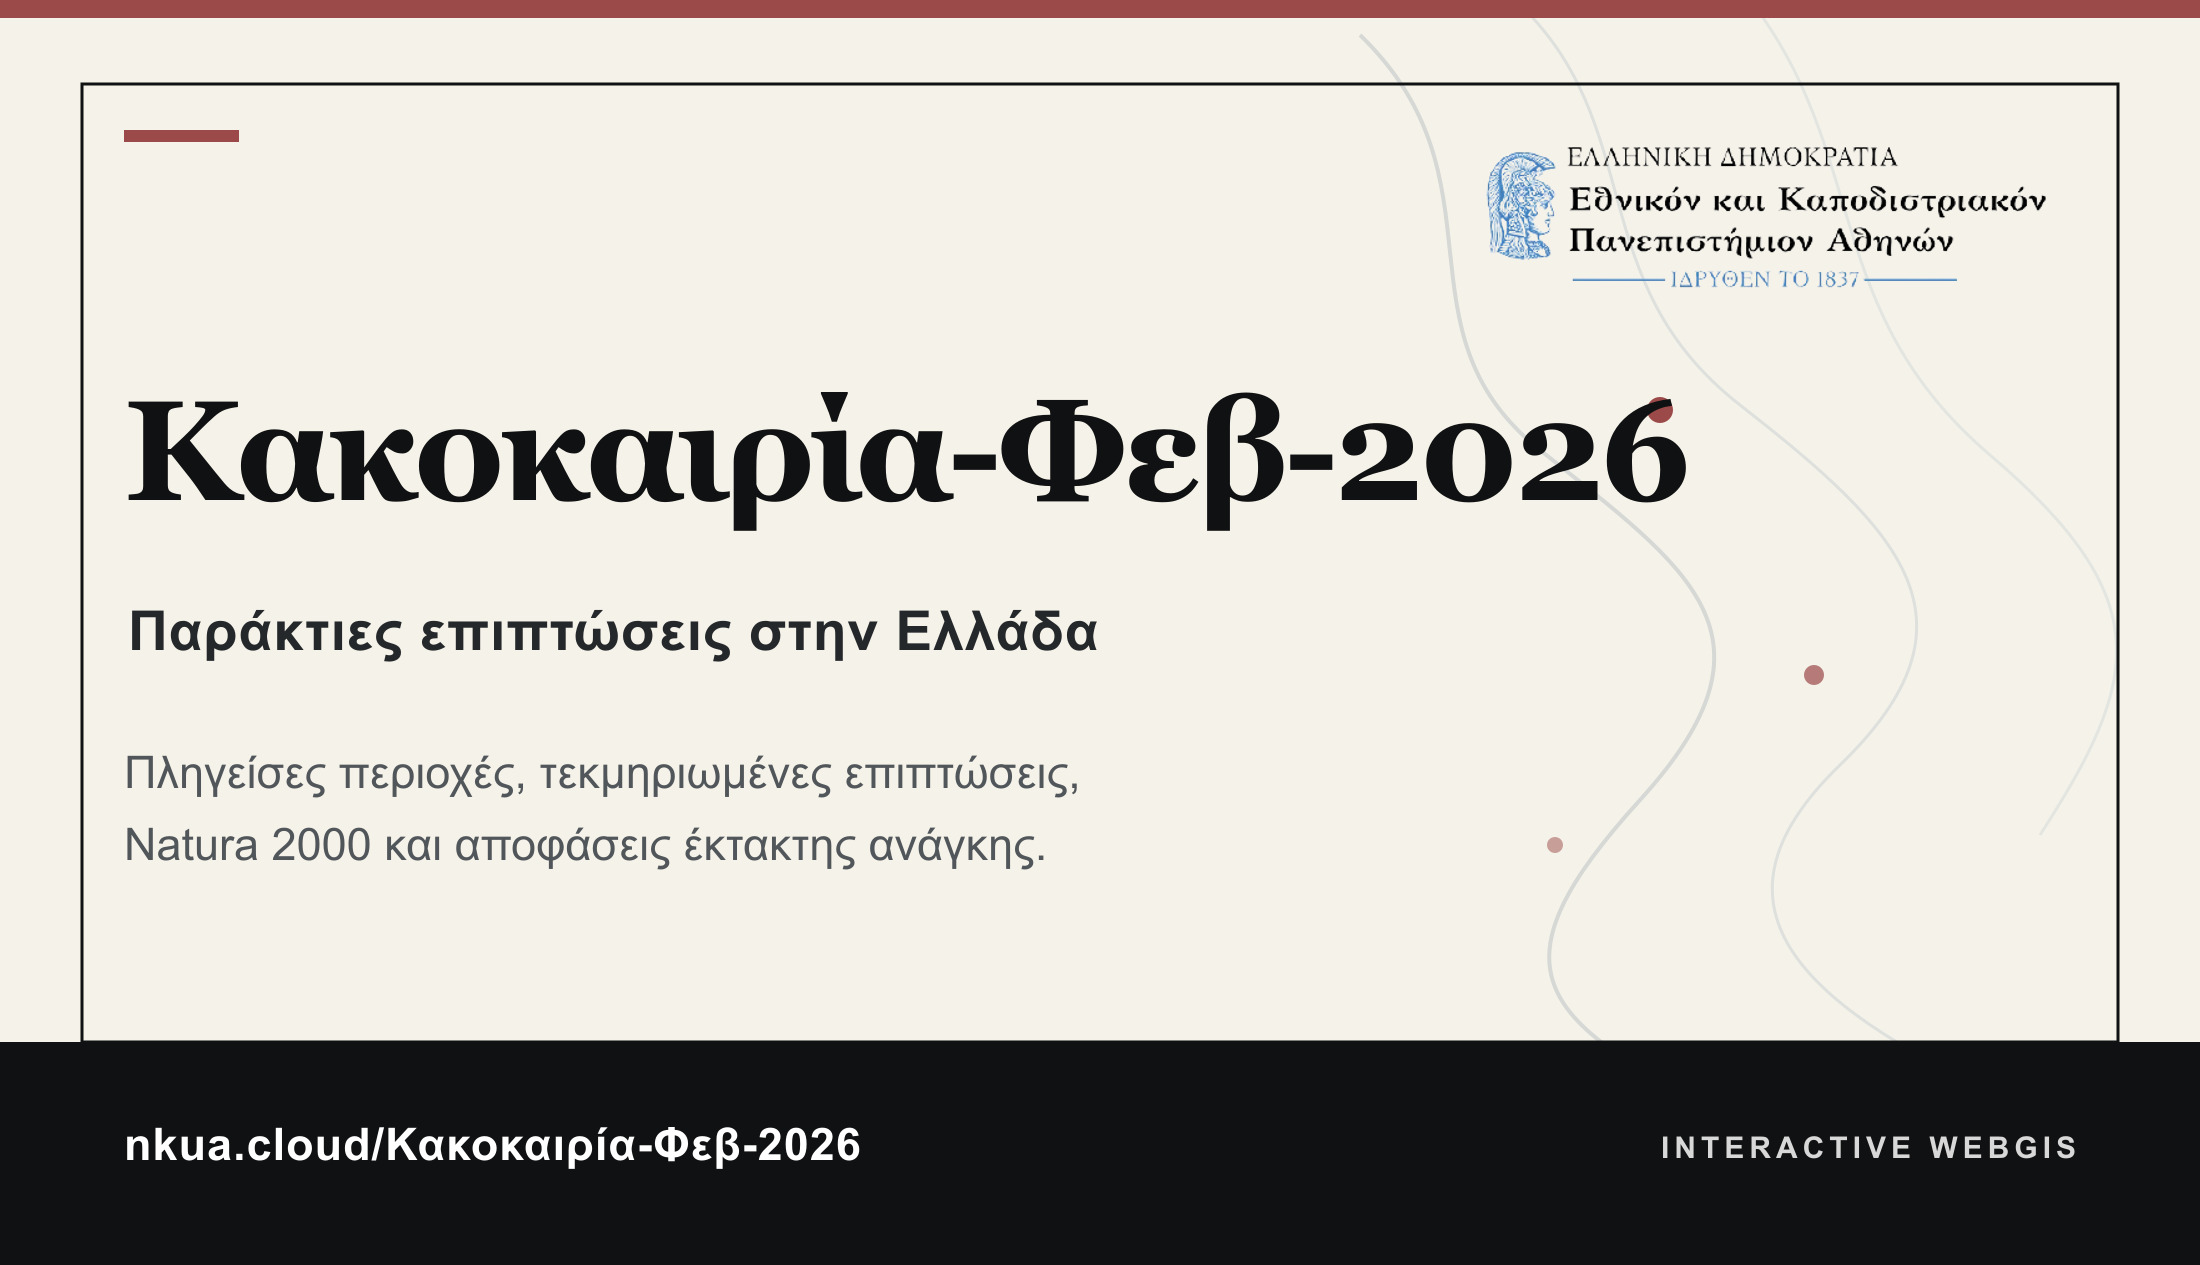 ΕΛΛΗΝΙΚΗ ΔΗΜΟΚΡΑΤΙΑ
Εθνικόν και Καποδιστριακόν
Πανεπιστήμιον Αθηνών
ΙΔΡΥΘΕΝ ΤΟ 1837
Κακοκαιρία-Φεβ-2026
Παράκτιες επιπτώσεις στην Ελλάδα
Πληγείσες περιοχές, τεκμηριωμένες επιπτώσεις,
Natura 2000 και αποφάσεις έκτακτης ανάγκης.
nkua.cloud/Κακοκαιρία-Φεβ-2026
INTERACTIVE WEBGIS